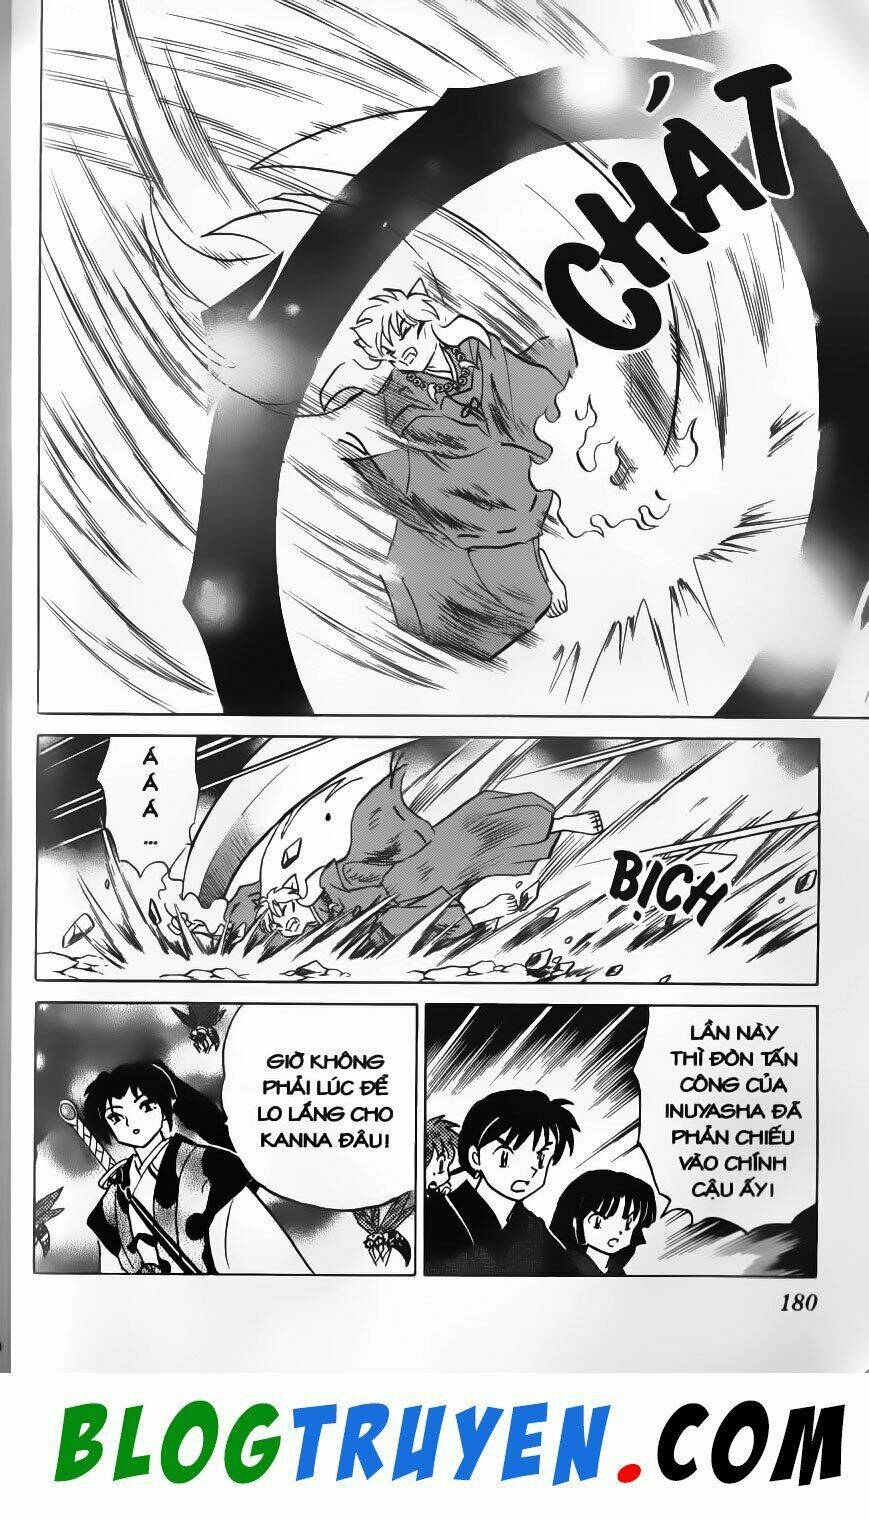 CHÁT
Á
Á
Á
...
BỊCH
GIỜ KHÔNG
PHẢI LÚC ĐỂ
LO LẮNG CHO
KANNA ĐÂU!
LẦN NÀY
THÌ ĐÒN TẤN
CÔNG CỦA
INUYASHA ĐÃ
PHẢN CHIẾU
VÀO CHÍNH
CẬU ẤY!
180
BLOGTRUYEN.COM